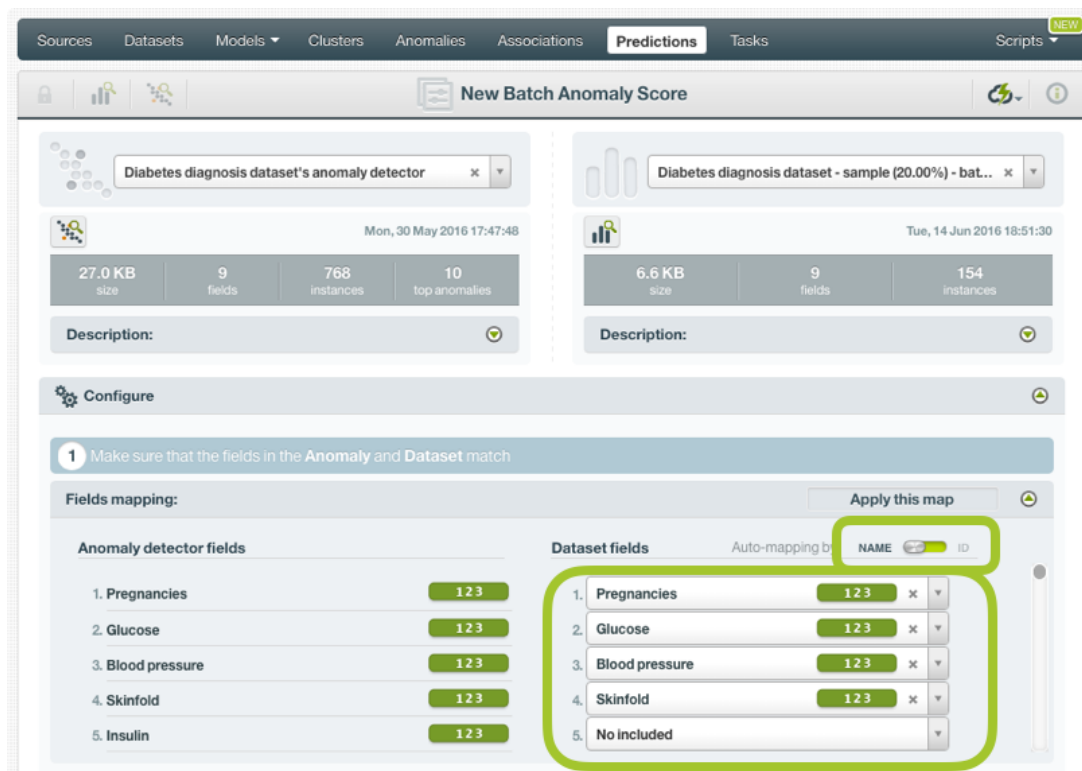 NEW
Sources Datasets Models Clusters Anomalies Associations Predictions Tasks Scripts
New Batch Anomaly Score
Diabetes diagnosis dataset's anomaly detector × Diabetes diagnosis dataset - sample (20.00%) - bat... ×
Mon, 30 May 2016 17:47:48 Tue, 14 Jun 2016 18:51:30
27.0 KB 9 768 10 6.6 KB 9 154
size fields instances top anomalies size fields instances
Description: Description:
Configure
1 Make sure that the fields in the Anomaly and Dataset match
Fields mapping: Apply this map
Anomaly detector fields Dataset fields Auto-mapping by NAME ID
1. Pregnancies 123 1. Pregnancies 123 ×
2. Glucose 123 2. Glucose 123 ×
3. Blood pressure 123 3. Blood pressure 123 ×
4. Skinfold 123 4. Skinfold 123 ×
5. Insulin 123 5. No included